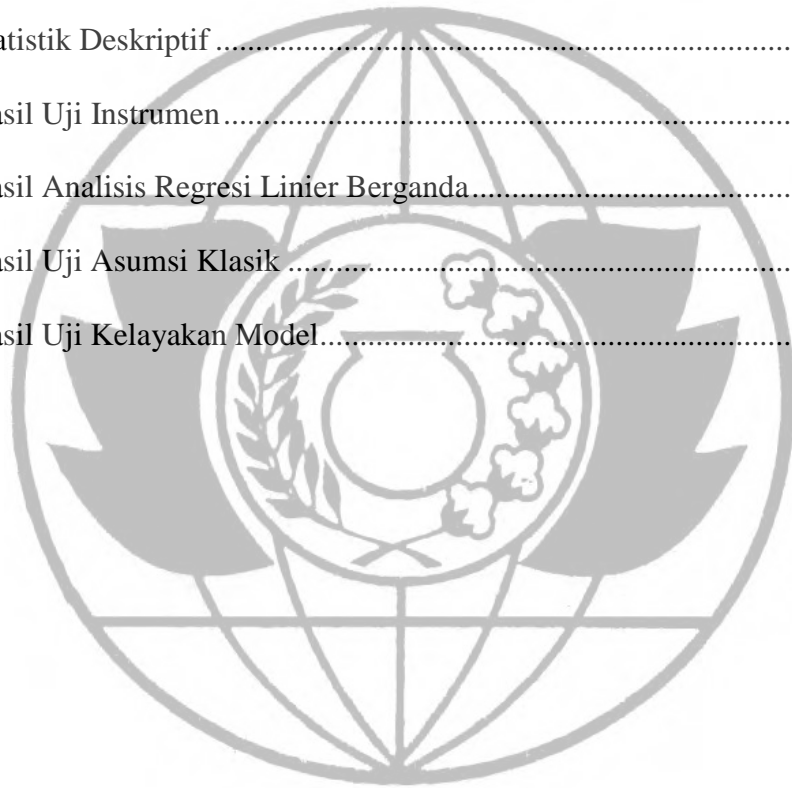 atistik Deskriptif ........................................................................
asil Uji Instrumen ........................................................................
asil Analisis Regresi Linier Berganda ........................................
asil Uji Asumsi Klasik ................................................................
asil Uji Kelayakan Model ............................................................